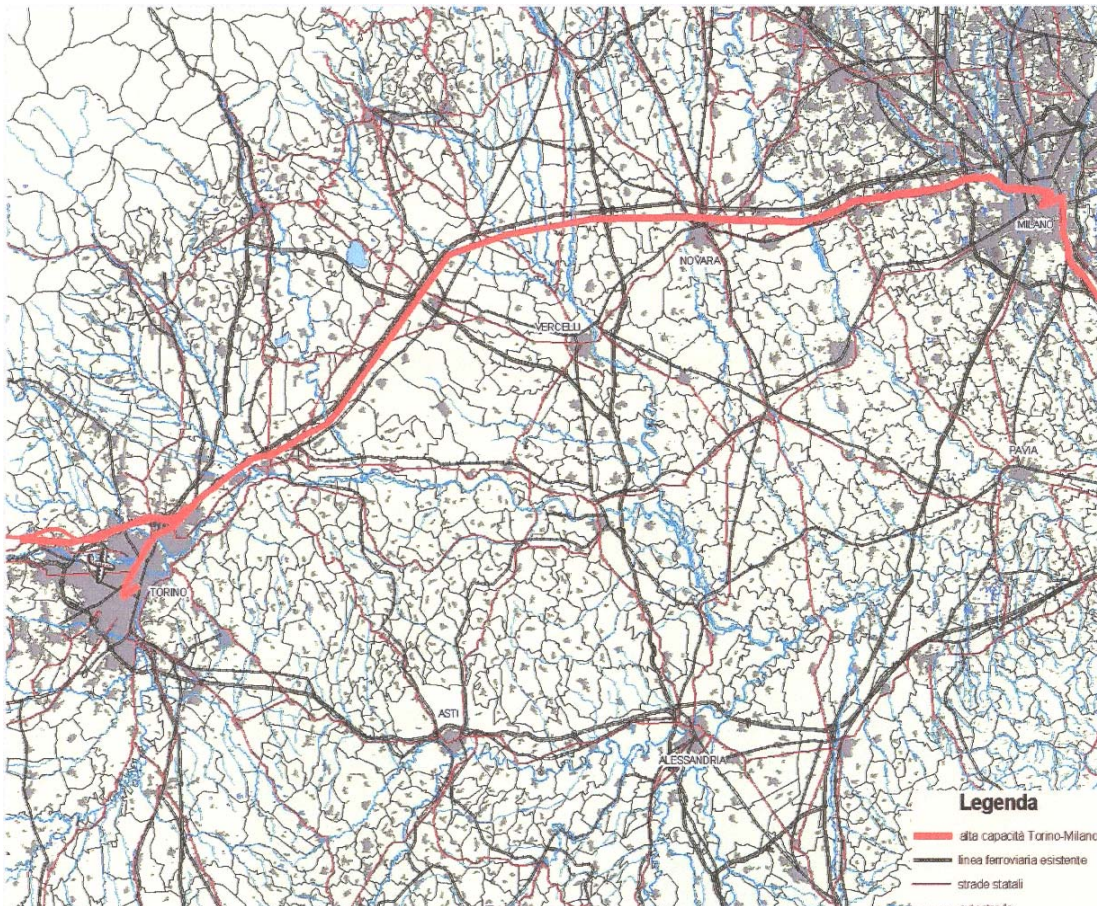 MILANO
NOVARA
VERCELLI
PAVIA
TORINO
ASTI
ALESSANDRIA
Legenda
alta capacità Torino-Milano
linea ferroviaria esistente
strade statali